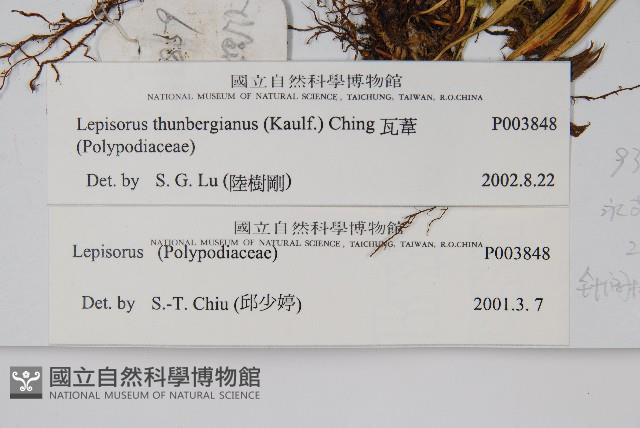 國立自然科學博物館
NATIONAL MUSEUM OF NATURAL SCIENCE, TAICHUNG, TAIWAN, R.O.CHINA
Lepisorus thunbergianus (Kaulf.) Ching 瓦葦 P003848
(Polypodiaceae)
Det. by S. G. Lu (陸樹剛) 2002.8.22
國立自然科學博物館
NATIONAL MUSEUM OF NATURAL SCIENCE, TAICHUNG, TAIWAN, R.O.CHINA
Lepisorus (Polypodiaceae) P003848
Det. by S.-T. Chiu (邱少婷) 2001.3. 7
93
2
國立自然科學博物館
NATIONAL MUSEUM OF NATURAL SCIENCE